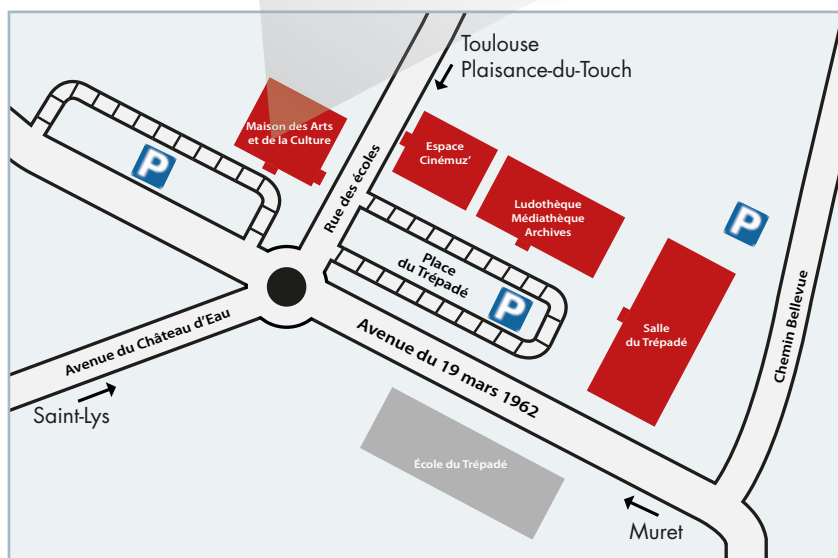 Toulouse
Plaisance-du-Touch
Maison des Arts
et de la Culture
Espace
Cinémuz'
Ludothèque
Médiathèque
Archives
P
P
Rue des écoles
Place
du Trépadé
P
Salle
du Trépadé
Chemin Bellevue
Avenue du Château d'Eau
Avenue du 19 mars 1962
Saint-Lys
École du Trépadé
Muret